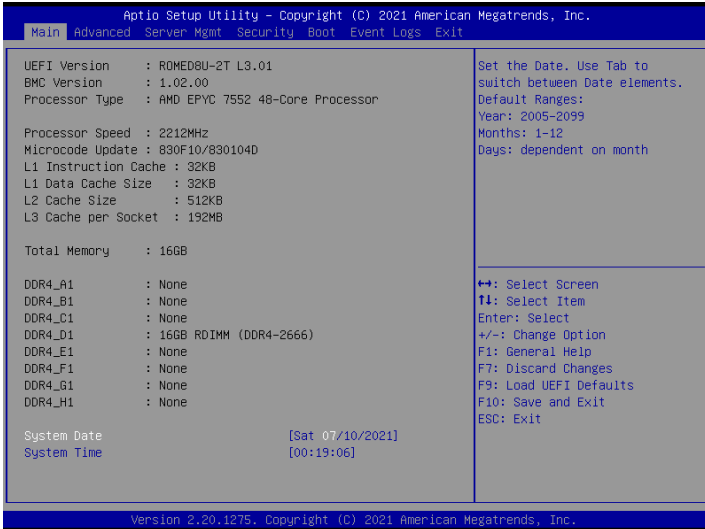 Aptio Setup Utility – Copyright (C) 2021 American Megatrends, Inc.
Main Advanced Server Mgmt Security Boot Event Logs Exit
UEFI Version : ROMED8U-2T L3.01
BMC Version : 1.02.00
Processor Type : AMD EPYC 7552 48-Core Processor
Processor Speed : 2212MHz
Microcode Update : 830F10/830104D
L1 Instruction Cache : 32KB
L1 Data Cache Size : 32KB
L2 Cache Size : 512KB
L3 Cache per Socket : 192MB
Total Memory : 16GB
DDR4_A1 : None
DDR4_B1 : None
DDR4_C1 : None
DDR4_D1 : 16GB RDIMM (DDR4-2666)
DDR4_E1 : None
DDR4_F1 : None
DDR4_G1 : None
DDR4_H1 : None
System Date [Sat 07/10/2021]
System Time [00:19:06]
Set the Date. Use Tab to
switch between Date elements.
Default Ranges:
Year: 2005-2099
Months: 1-12
Days: dependent on month
↔: Select Screen
↑↓: Select Item
Enter: Select
+/-: Change Option
F1: General Help
F7: Discard Changes
F9: Load UEFI Defaults
F10: Save and Exit
ESC: Exit
Version 2.20.1275. Copyright (C) 2021 American Megatrends, Inc.